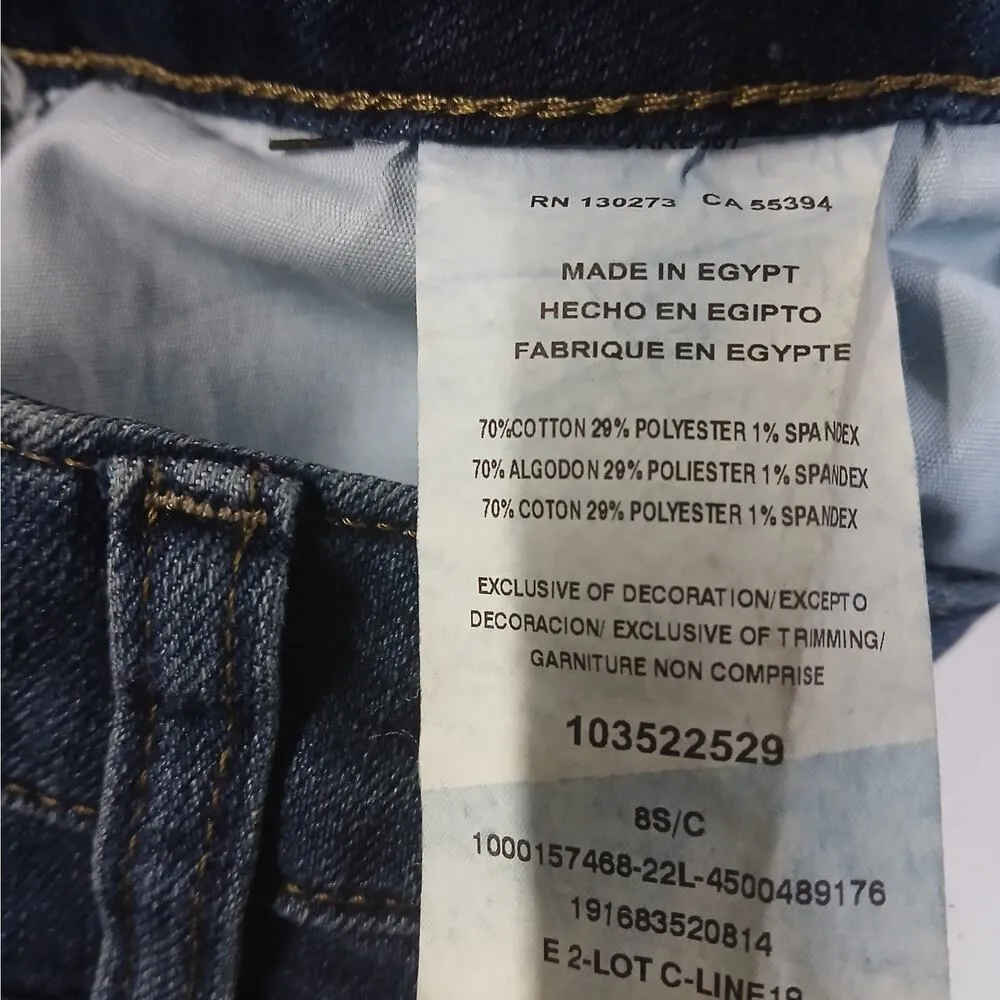 RN 130273 CA 55394
MADE IN EGYPT
HECHO EN EGIPTO
FABRIQUE EN EGYPTE
70%COTTON 29% POLYESTER 1% SPANDEX
70% ALGODON 29% POLIESTER 1% SPANDEX
70% COTON 29% POLYESTER 1% SPANDEX
EXCLUSIVE OF DECORATION/EXCEPTO
DECORACION/ EXCLUSIVE OF TRIMMING/
GARNITURE NON COMPRISE
103522529
8S/C
1000157468-22L-4500489176
191683520814
E 2-LOT C-LINE19